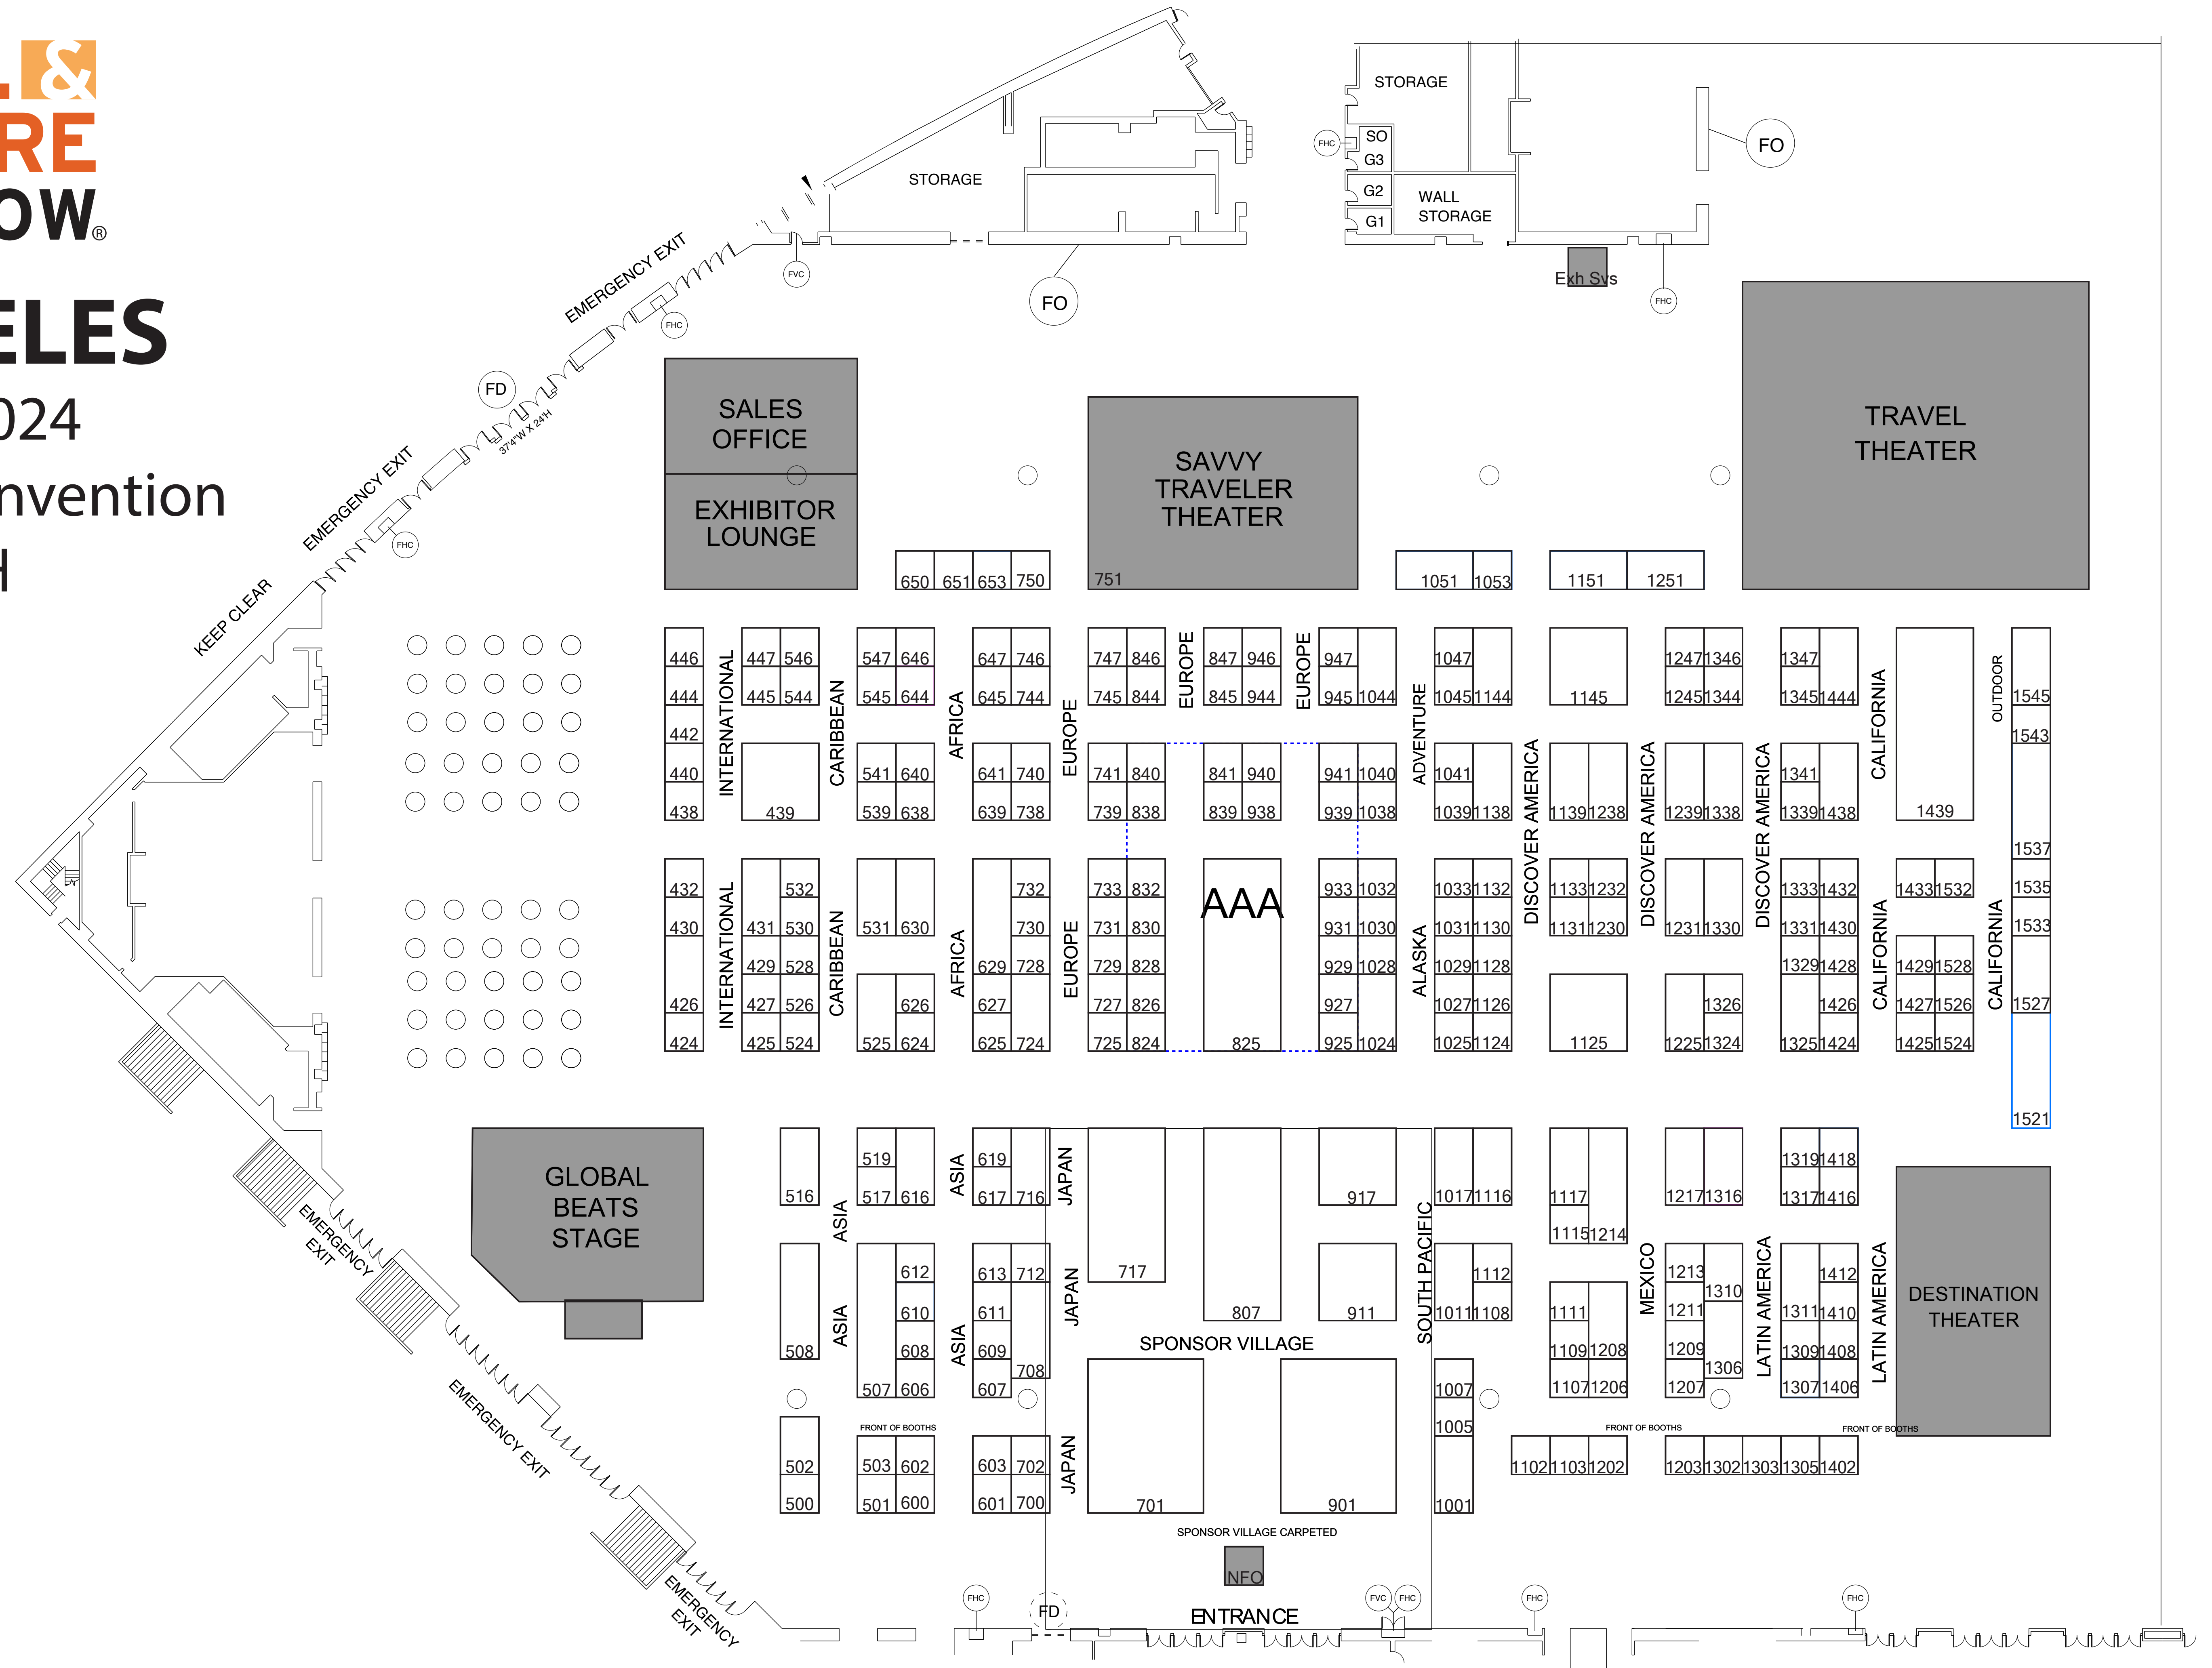 &
RE
OW®
ELES
024
nvention
H
STORAGE
STORAGE
SO
G3
G2
G1
WALL
STORAGE
FHC
FO
FO
FVC
FHC
Exh Svs
EMERGENCY EXIT
FHC
FD
37'4"W X 24'H
EMERGENCY EXIT
FHC
KEEP CLEAR
SALES
OFFICE
EXHIBITOR
LOUNGE
SAVVY
TRAVELER
THEATER
751
TRAVEL
THEATER
650 651 653 750
1051 1053 1151 1251
446 447 546 547 646 647 746 747 846 847 946 947 1047 1247 1346 1347
444 445 544 545 644 645 744 745 844 845 944 945 1044 1045 1144 1145 1245 1344 1345 1444 1545
442 1543
INTERNATIONAL
CARIBBEAN
AFRICA
EUROPE
EUROPE
EUROPE
ADVENTURE
DISCOVER AMERICA
DISCOVER AMERICA
DISCOVER AMERICA
CALIFORNIA
OUTDOOR
440 541 640 641 740 741 840 841 940 941 1040 1041 1341
438 439 539 638 639 738 739 838 839 938 939 1038 1039 1138 1139 1238 1239 1338 1339 1438 1439
1537
432 532 732 733 832 AAA 933 1032 1033 1132 1133 1232 1333 1432 1433 1532 1535
430 431 530 531 630 730 731 830 931 1030 1031 1130 1131 1230 1231 1330 1331 1430 1533
429 528 629 728 729 828 929 1028 1029 1128 1329 1428 1429 1528
426 427 526 626 627 727 826 927 1027 1126 1326 1426 1427 1526 1527
424 425 524 525 624 625 724 725 824 825 925 1024 1025 1124 1125 1225 1324 1325 1424 1425 1524
INTERNATIONAL
CARIBBEAN
AFRICA
EUROPE
ALASKA
CALIFORNIA
CALIFORNIA
1521
GLOBAL
BEATS
STAGE
519 619 1319 1418
516 517 616 617 716 917 1017 1116 1117 1217 1316 1317 1416
1115 1214
ASIA
ASIA
JAPAN
SOUTH PACIFIC
MEXICO
LATIN AMERICA
LATIN AMERICA
612 613 712 717 1112 1213 1310 1412
610 611 807 911 1011 1108 1111 1211 1311 1410
508 608 609 708 1109 1208 1209 1306 1309 1408
507 606 607 1007 1107 1206 1207 1307 1406
ASIA
ASIA
JAPAN
SPONSOR VILLAGE
DESTINATION
THEATER
FRONT OF BOOTHS
FRONT OF BOOTHS
FRONT OF BOOTHS
1005
502 503 602 603 702 1102 1103 1202 1203 1302 1303 1305 1402
500 501 600 601 700 701 901 1001
JAPAN
SPONSOR VILLAGE CARPETED
INFO
ENTRANCE
EMERGENCY
EXIT
EMERGENCY EXIT
EMERGENCY
EXIT
FHC
FD
FVC
FHC
FHC
FHC